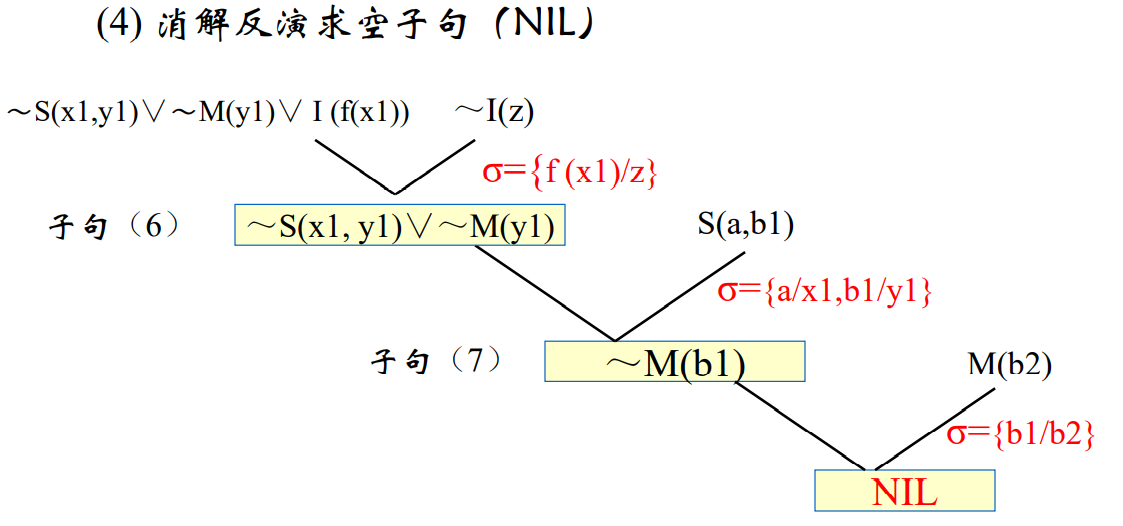 (4) 消解反演求空子句（NIL）
～S(x1,y1)∨～M(y1)∨ I (f(x1)) ～I(z)
σ={f (x1)/z}
子句（6） ～S(x1, y1)∨～M(y1) S(a,b1)
σ={a/x1,b1/y1}
子句（7） ～M(b1) M(b2)
σ={b1/b2}
NIL